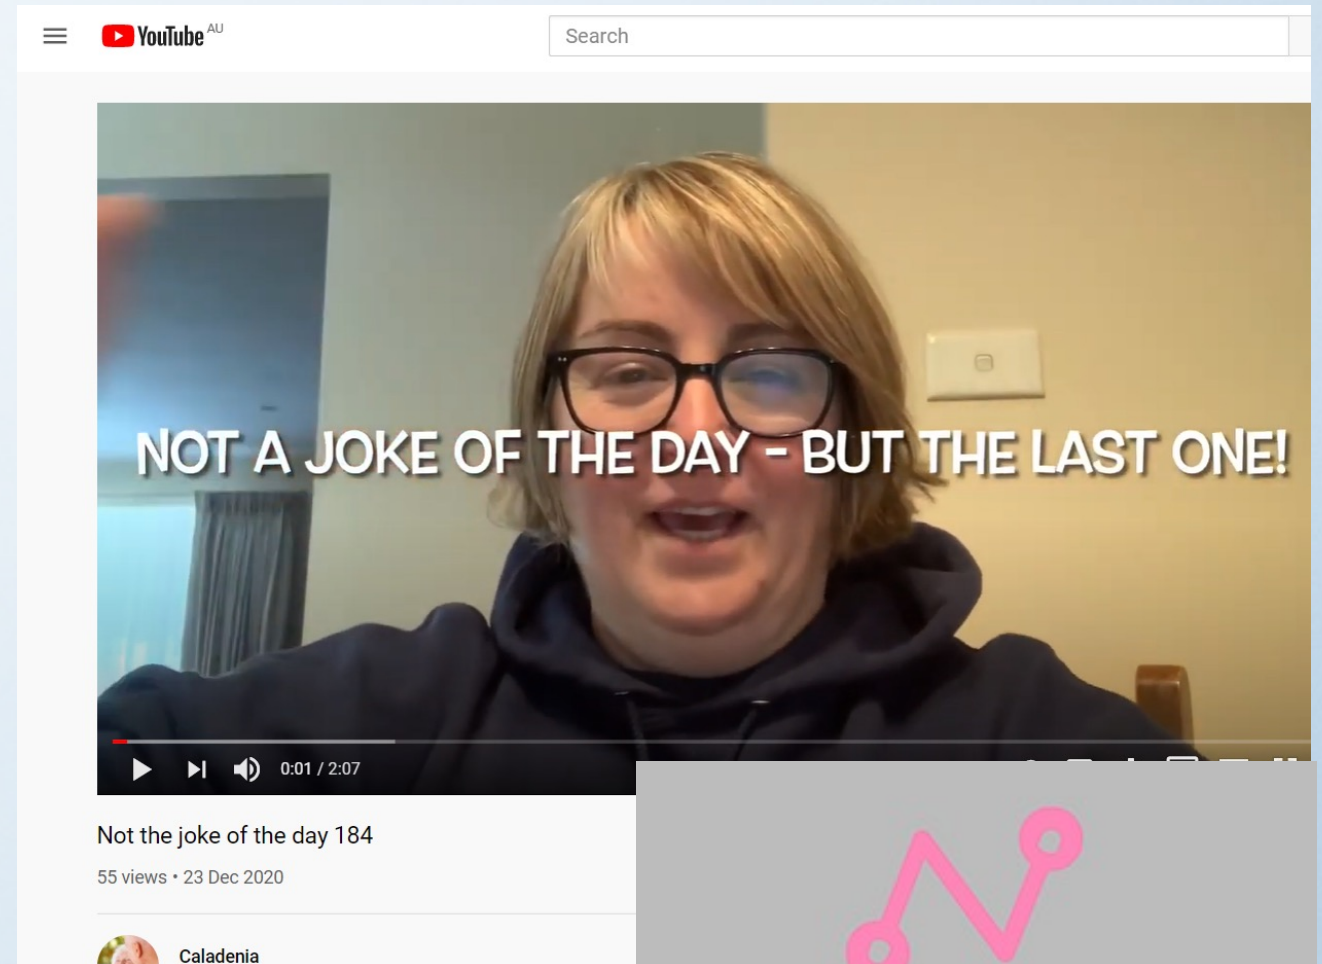 YouTube AU
Search
NOT A JOKE OF THE DAY - BUT THE LAST ONE!
0:01 / 2:07
Not the joke of the day 184
55 views • 23 Dec 2020
Caladenia